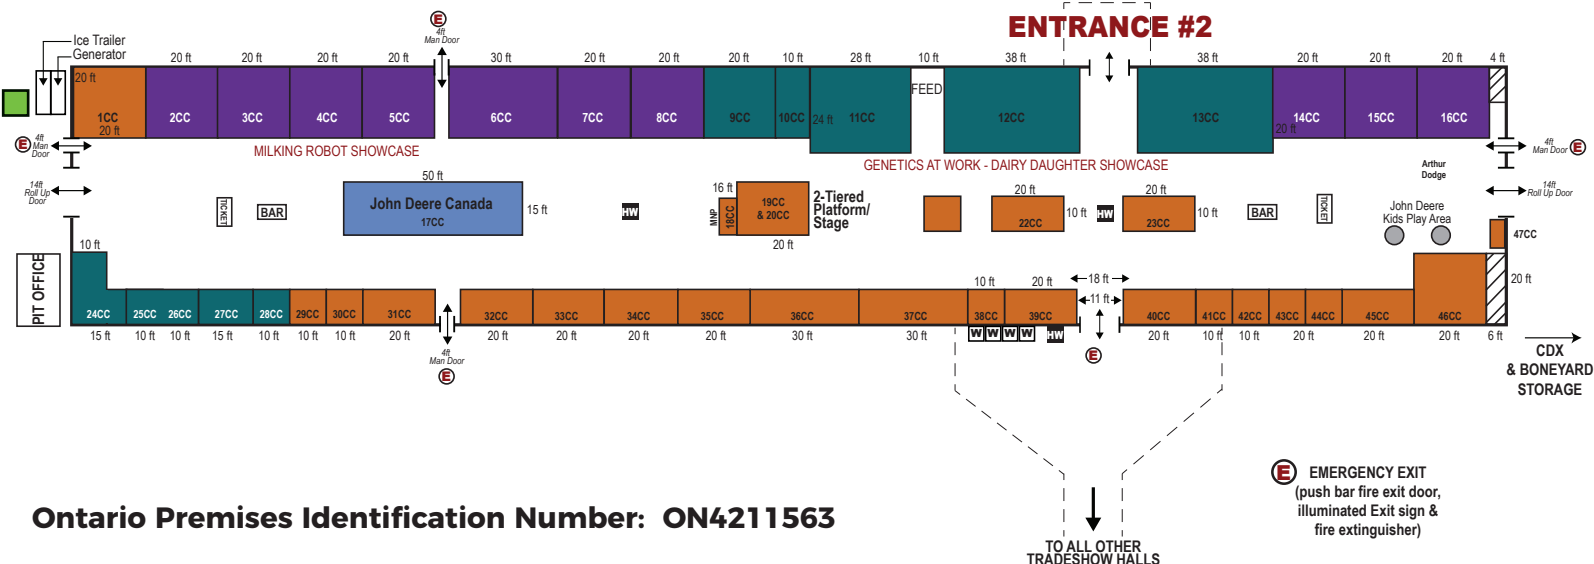 ENTRANCE #2
Ice Trailer
Generator
E
4ft
Man Door
20 ft 20 ft 20 ft 20 ft 30 ft 20 ft 20 ft 20 ft 10 ft 28 ft 10 ft 38 ft 38 ft 20 ft 20 ft 20 ft 4 ft
20 ft
FEED
1CC 2CC 3CC 4CC 5CC 6CC 7CC 8CC 9CC 10CC 24 ft 11CC 12CC 13CC 14CC 15CC 16CC
20 ft
20 ft
E
4ft
Man
Door
4ft
Man Door
E
MILKING ROBOT SHOWCASE
GENETICS AT WORK - DAIRY DAUGHTER SHOWCASE
Arthur
Dodge
14ft
Roll Up
Door
14ft
Roll Up
Door
TICKET
BAR
50 ft
John Deere Canada
17CC
15 ft
HW
16 ft
MNP
18CC
19CC
& 20CC
20 ft
2-Tiered
Platform/
Stage
20 ft
22CC
10 ft
HW
20 ft
23CC
10 ft
BAR
TICKET
John Deere
Kids Play Area
47CC
PIT OFFICE
10 ft
10 ft
20 ft
18 ft
11 ft
20 ft
24CC 25CC 26CC 27CC 28CC 29CC 30CC 31CC 32CC 33CC 34CC 35CC 36CC 37CC 38CC 39CC 40CC 41CC 42CC 43CC 44CC 45CC 46CC
15 ft 10 ft 10 ft 15 ft 10 ft 10 ft 10 ft 20 ft 20 ft 20 ft 20 ft 20 ft 30 ft 30 ft W W W W HW 20 ft 10 ft 10 ft 20 ft 20 ft 20 ft 6 ft
4ft
Man Door
E
E
CDX
& BONEYARD
STORAGE
E EMERGENCY EXIT
(push bar fire exit door,
illuminated Exit sign &
fire extinguisher)
Ontario Premises Identification Number: ON4211563
TO ALL OTHER
TRADESHOW HALLS